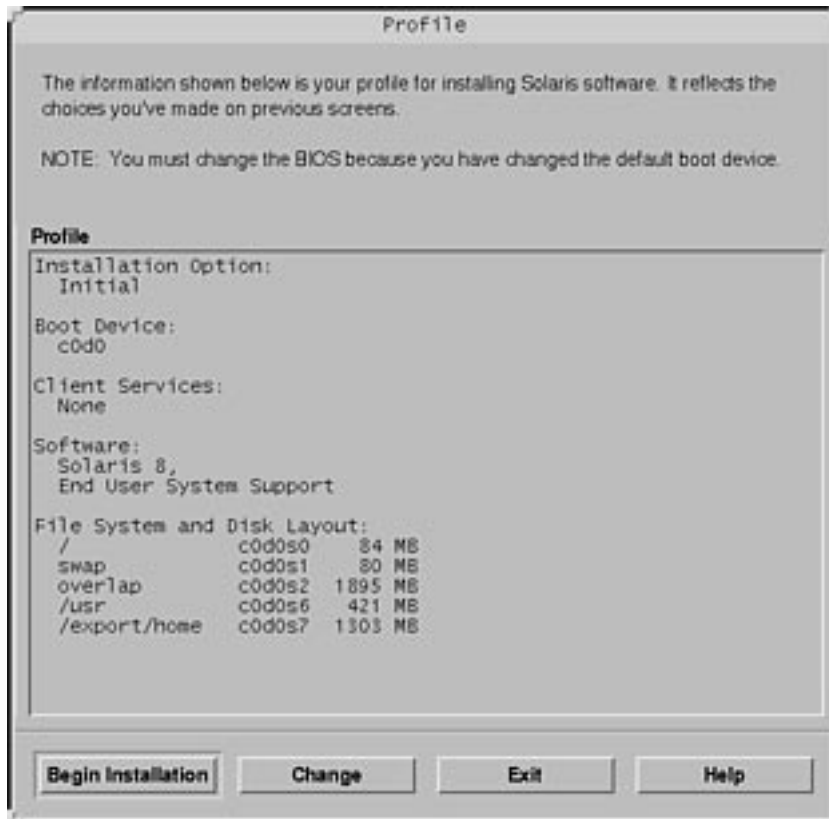 Profile
The information shown below is your profile for installing Solaris software. It reflects the
choices you've made on previous screens.
NOTE: You must change the BIOS because you have changed the default boot device.
Profile
Installation Option:
Initial
Boot Device:
c0d0
Client Services:
None
Software:
Solaris 8,
End User System Support
File System and Disk Layout:
/ c0d0s0 84 MB
swap c0d0s1 80 MB
overlap c0d0s2 1895 MB
/usr c0d0s6 421 MB
/export/home c0d0s7 1303 MB
Begin Installation Change Exit Help